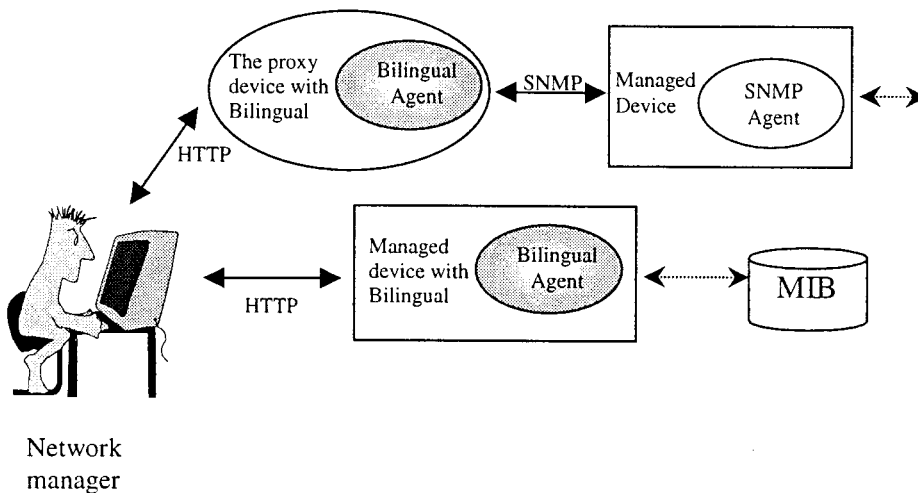 The proxy
device with
Bilingual
Bilingual
Agent
SNMP
Managed
Device
SNMP
Agent
HTTP
Managed
device with
Bilingual
Bilingual
Agent
HTTP
MIB
Network
manager